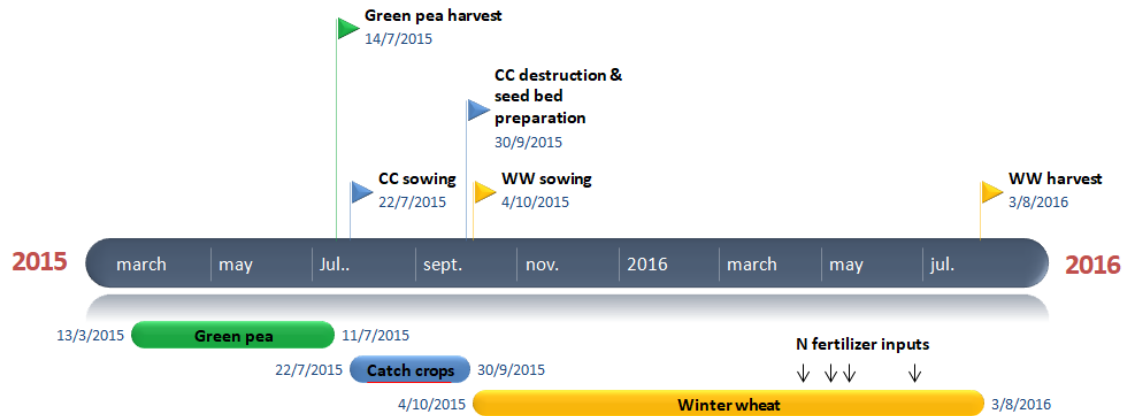 Green pea harvest
14/7/2015
CC destruction &
seed bed
preparation
30/9/2015
CC sowing
22/7/2015
WW sowing
4/10/2015
WW harvest
3/8/2016
2015
march
may
Jul..
sept.
nov.
2016
march
may
jul.
2016
13/3/2015
Green pea
11/7/2015
N fertilizer inputs
22/7/2015
Catch crops
30/9/2015
4/10/2015
Winter wheat
3/8/2016